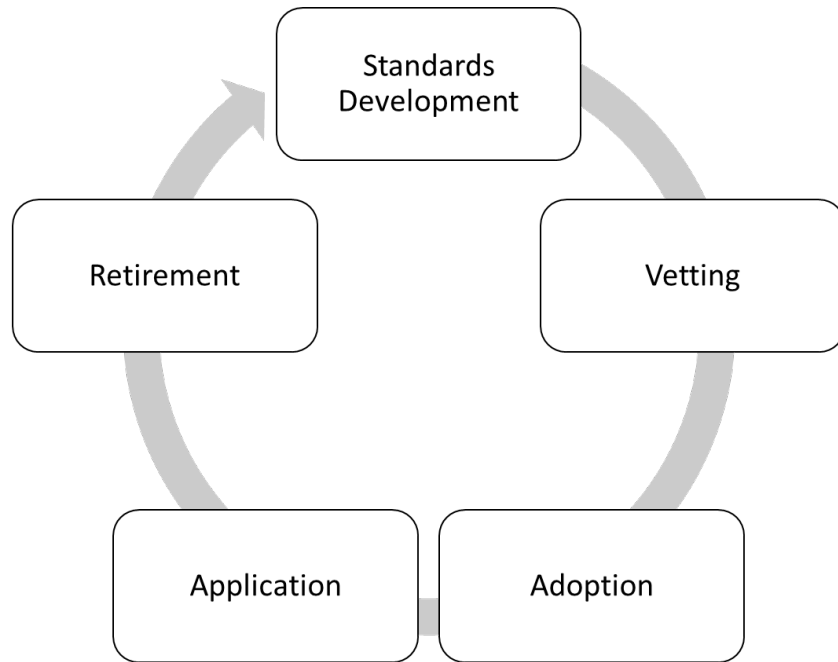 Standards
Development
Vetting
Adoption
Application
Retirement